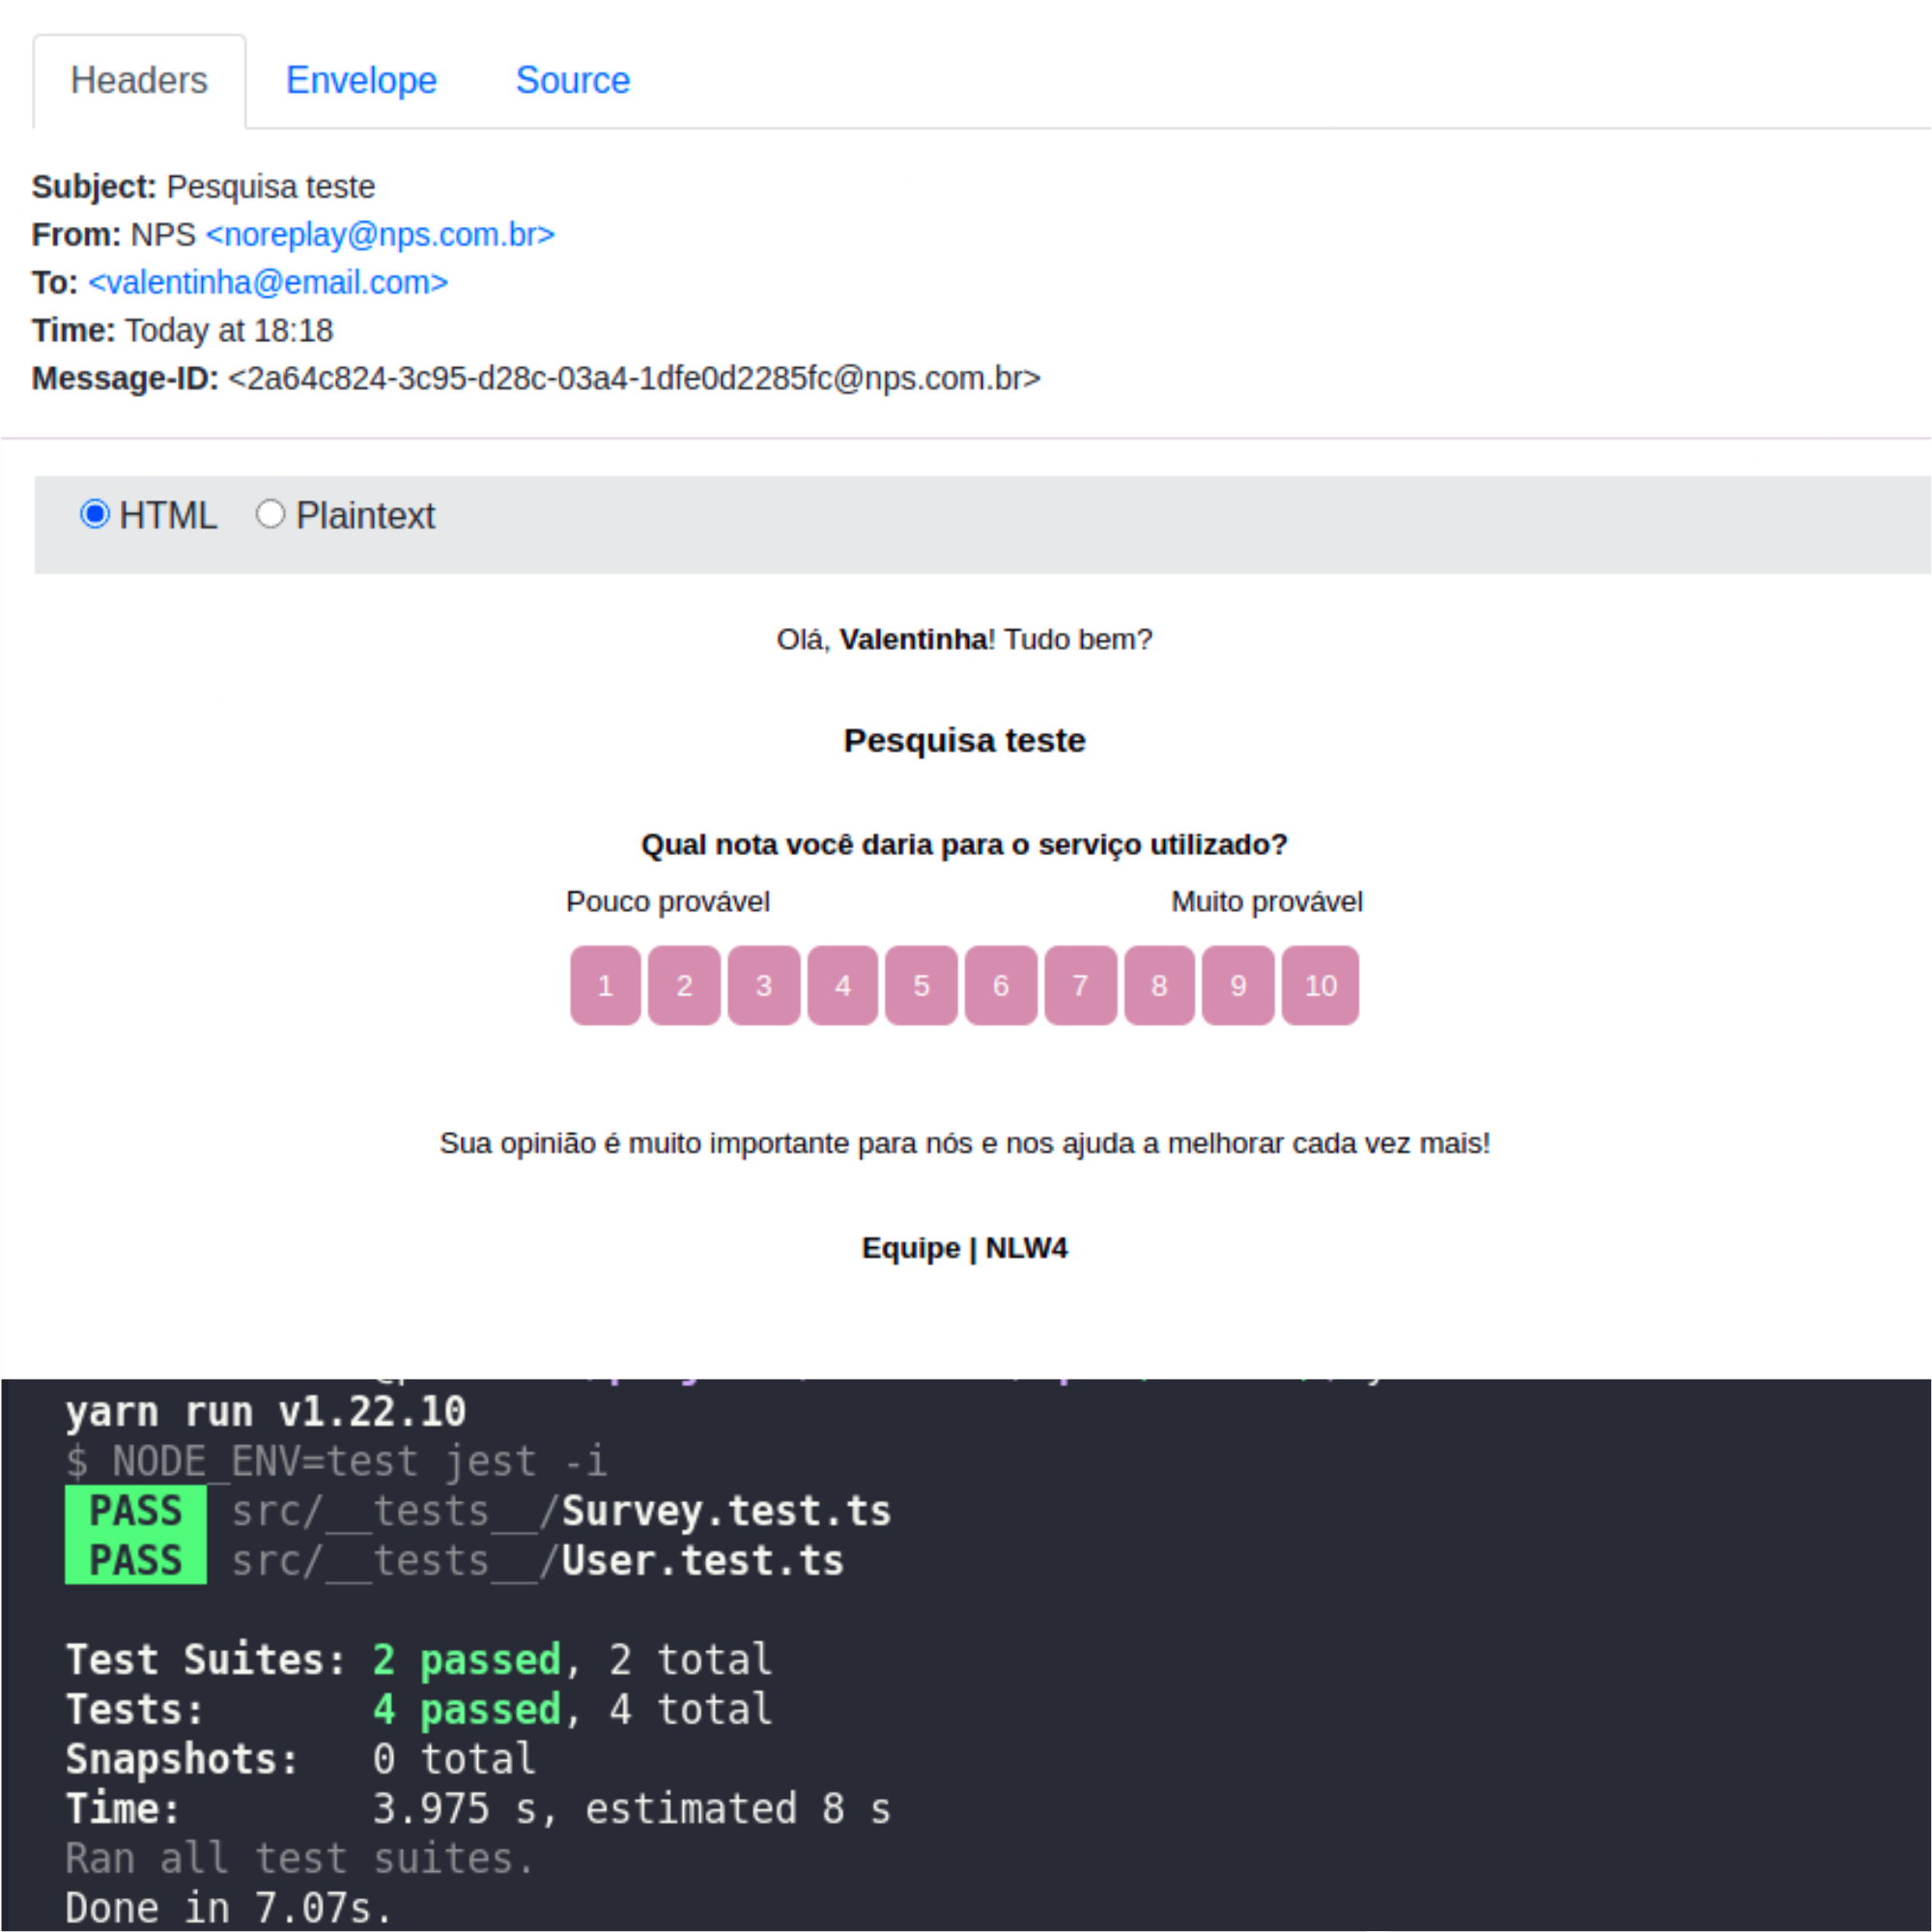 Headers Envelope Source
Subject: Pesquisa teste
From: NPS <noreplay@nps.com.br>
To: <valentinha@email.com>
Time: Today at 18:18
Message-ID: <2a64c824-3c95-d28c-03a4-1dfe0d2285fc@nps.com.br>
HTML Plaintext
Olá, Valentinha! Tudo bem?
Pesquisa teste
Qual nota você daria para o serviço utilizado?
Pouco provável Muito provável
1 2 3 4 5 6 7 8 9 10
Sua opinião é muito importante para nós e nos ajuda a melhorar cada vez mais!
Equipe | NLW4
yarn run v1.22.10
$ NODE_ENV=test jest -i
PASS src/__tests__/Survey.test.ts
PASS src/__tests__/User.test.ts
Test Suites: 2 passed, 2 total
Tests: 4 passed, 4 total
Snapshots: 0 total
Time: 3.975 s, estimated 8 s
Ran all test suites.
Done in 7.07s.